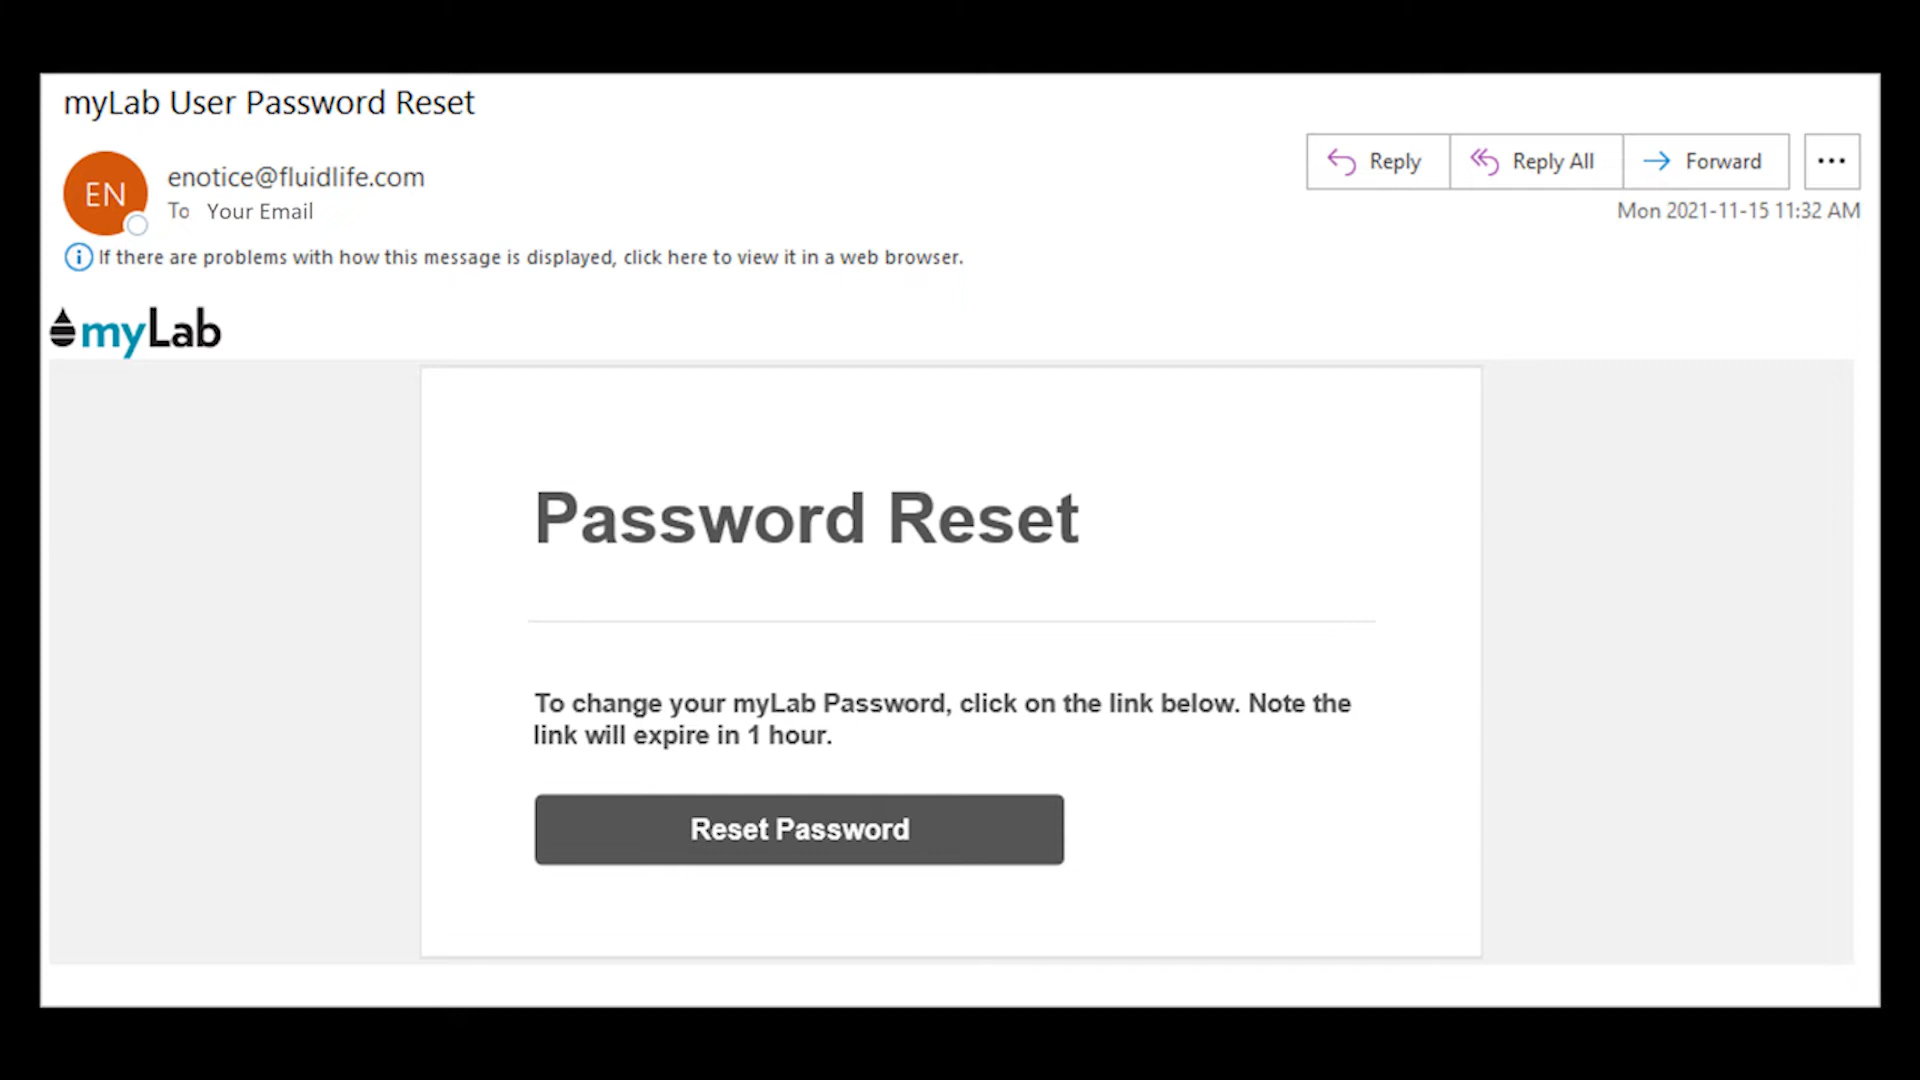 myLab User Password Reset
EN
enotice@fluidlife.com
To Your Email
Reply
Reply All
Forward
...
Mon 2021-11-15 11:32 AM
If there are problems with how this message is displayed, click here to view it in a web browser.
myLab
Password Reset
To change your myLab Password, click on the link below. Note the
link will expire in 1 hour.
Reset Password